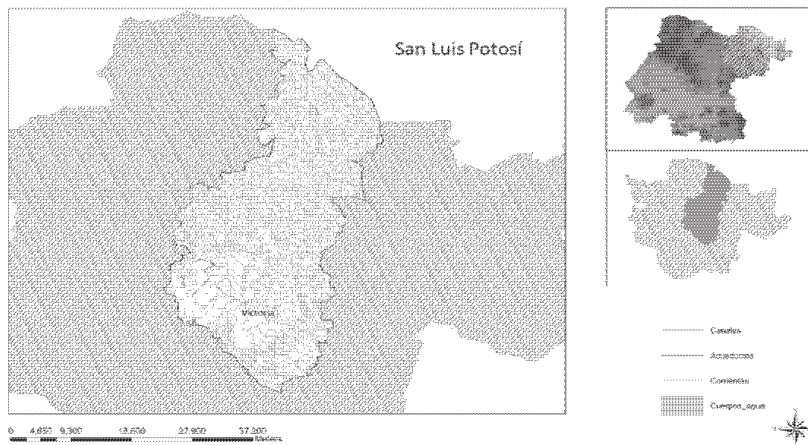 San Luis Potosí
Victoria
Canales
Acueductos
Corrientes
Cuerpos_agua
0 4,650 9,300 18,600 27,900 37,200
Meters